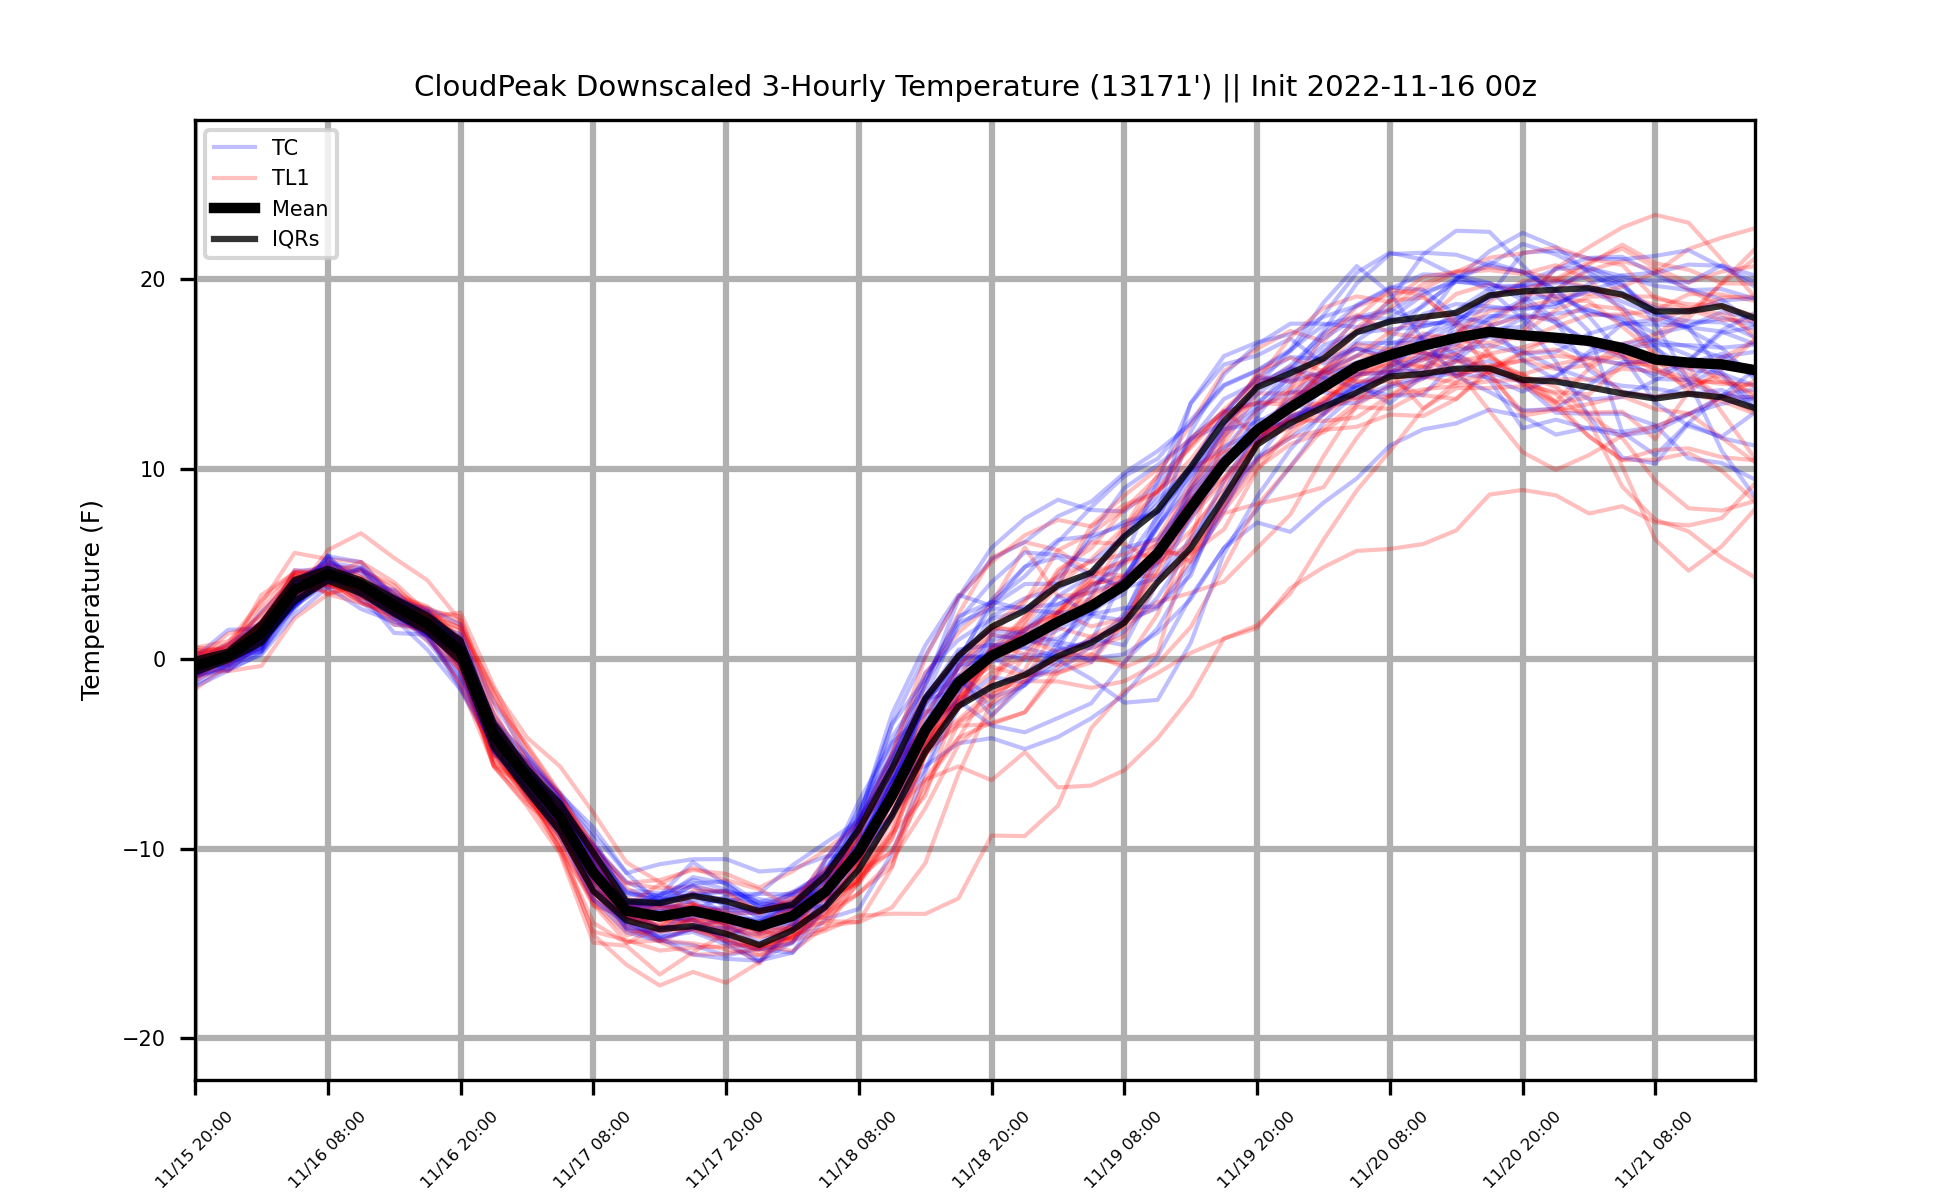 CloudPeak Downscaled 3-Hourly Temperature (13171') || Init 2022-11-16 00z
TC
TL1
Mean
IQRs
Temperature (F)
20
10
0
−10
−20
11/15 20:00
11/16 08:00
11/16 20:00
11/17 08:00
11/17 20:00
11/18 08:00
11/18 20:00
11/19 08:00
11/19 20:00
11/20 08:00
11/20 20:00
11/21 08:00